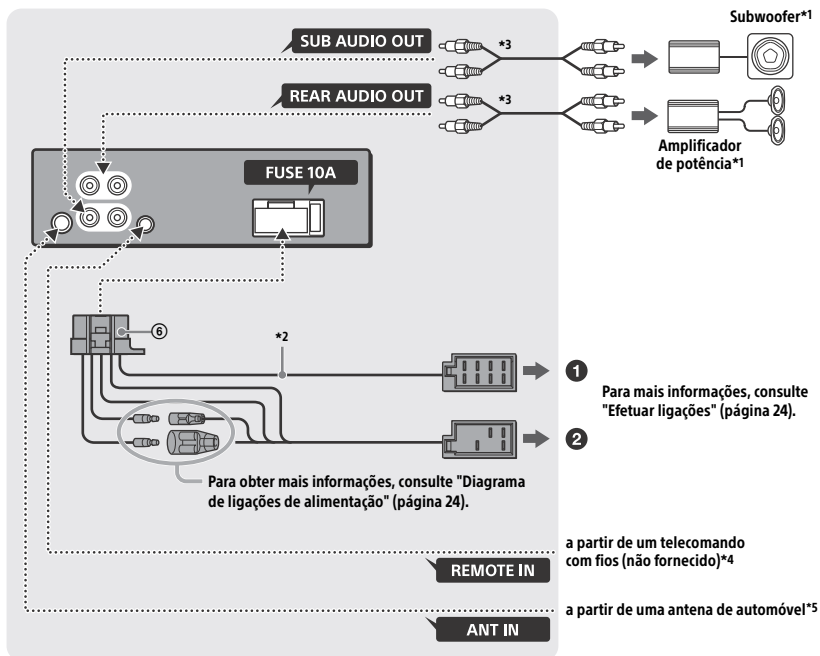 Subwoofer*1
SUB AUDIO OUT
*3
REAR AUDIO OUT
*3
Amplificador
de potência*1
FUSE 10A
⑥
*2
❶
Para mais informações, consulte
"Efetuar ligações" (página 24).
❷
Para obter mais informações, consulte "Diagrama
de ligações de alimentação" (página 24).
a partir de um telecomando
com fios (não fornecido)*4
REMOTE IN
a partir de uma antena de automóvel*5
ANT IN